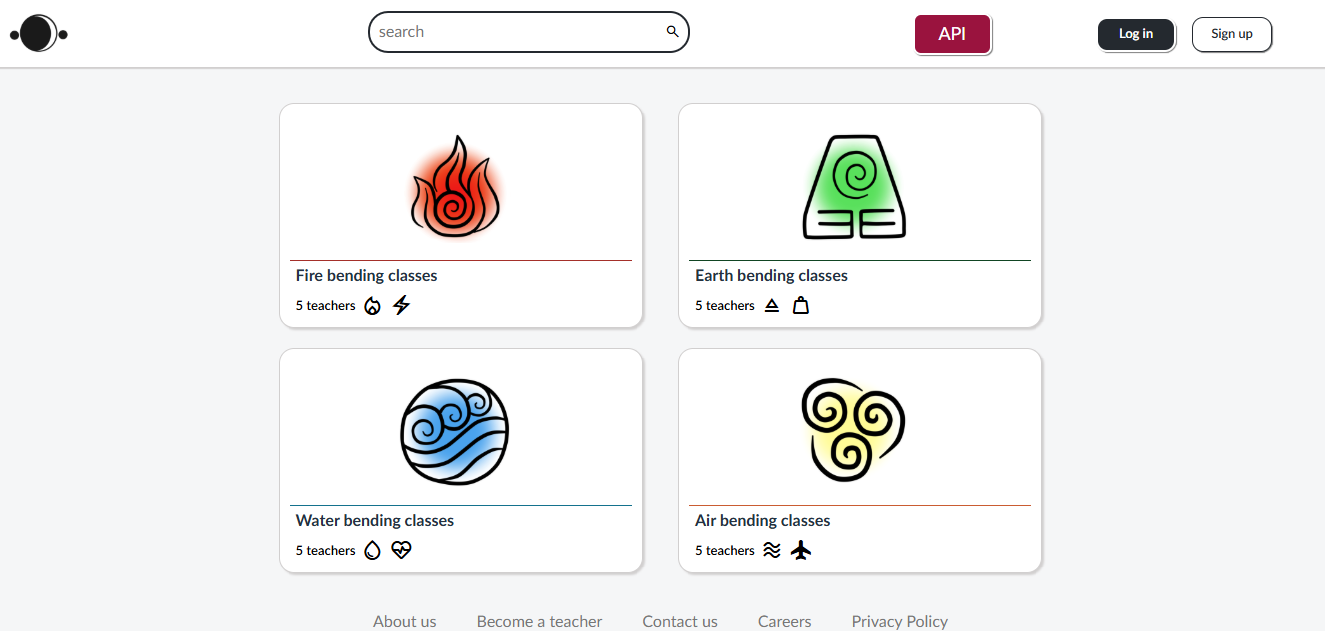 search
API
Log in
Sign up
Fire bending classes
5 teachers
Earth bending classes
5 teachers
Water bending classes
5 teachers
Air bending classes
5 teachers
About us
Become a teacher
Contact us
Careers
Privacy Policy